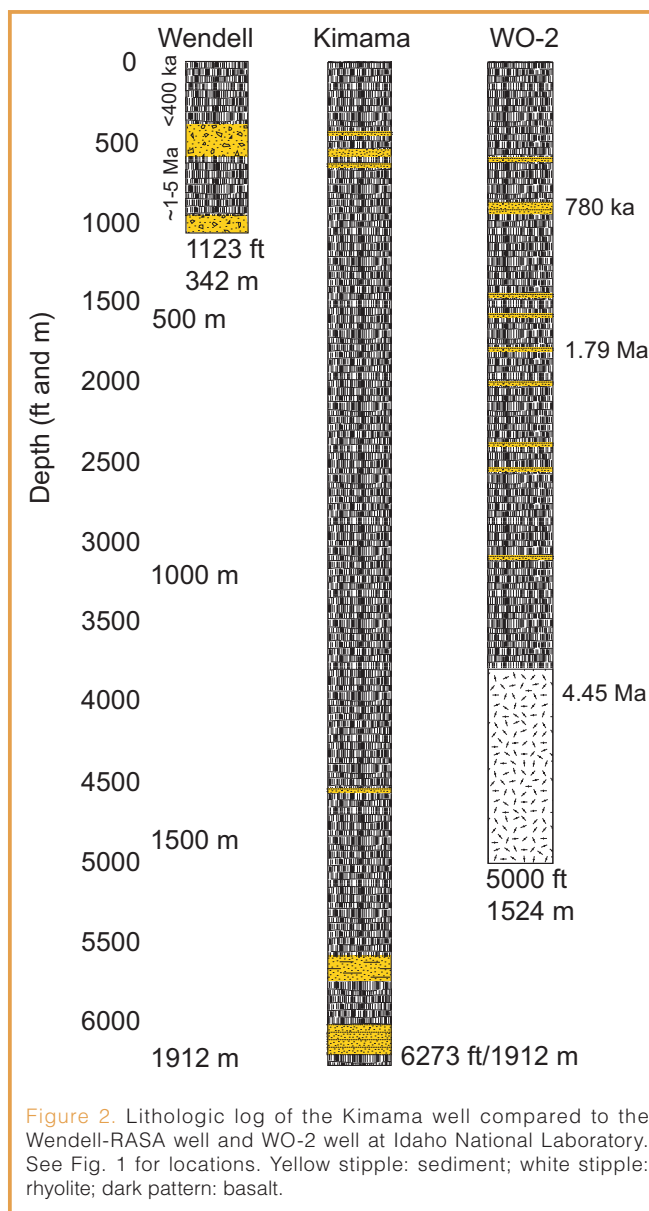 Wendell Kimama WO-2
0
<400 ka
500
~1-5 Ma
780 ka
1000
1123 ft
342 m
1500
500 m
1.79 Ma
2000
Depth (ft and m)
2500
3000
1000 m
3500
4000
4.45 Ma
4500
1500 m
5000
5000 ft
1524 m
5500
6000
1912 m
6273 ft/1912 m
Figure 2. Lithologic log of the Kimama well compared to the
Wendell-RASA well and WO-2 well at Idaho National Laboratory.
See Fig. 1 for locations. Yellow stipple: sediment; white stipple:
rhyolite; dark pattern: basalt.